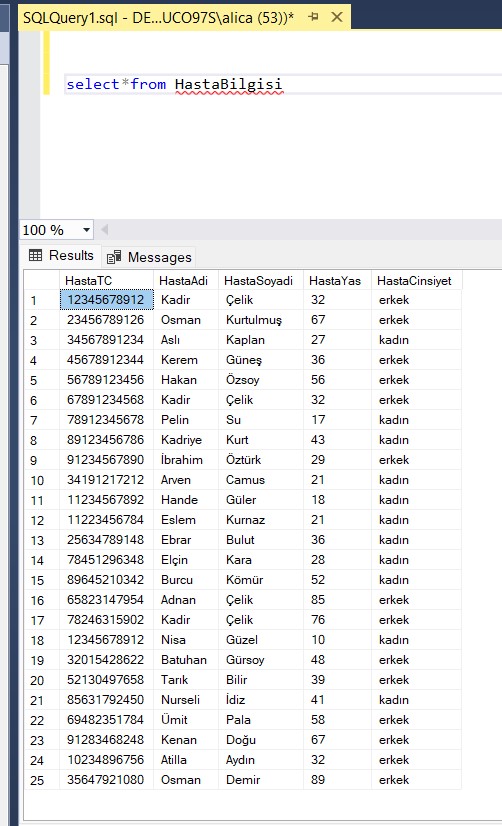 SQLQuery1.sql - DE...UCO97S\alica (53))*
select*from HastaBilgisi
100 %
Results Messages
HastaTC HastaAdi HastaSoyadi HastaYas HastaCinsiyet
1 12345678912 Kadir Çelik 32 erkek
2 23456789126 Osman Kurtulmuş 67 erkek
3 34567891234 Aslı Kaplan 27 kadın
4 45678912344 Kerem Güneş 36 erkek
5 56789123456 Hakan Özsoy 56 erkek
6 67891234568 Kadir Çelik 32 erkek
7 78912345678 Pelin Su 17 kadın
8 89123456786 Kadriye Kurt 43 kadın
9 91234567890 İbrahim Öztürk 29 erkek
10 34191217212 Arven Camus 21 kadın
11 11234567892 Hande Güler 18 kadın
12 11223456784 Eslem Kurnaz 21 kadın
13 25634789148 Ebrar Bulut 36 kadın
14 78451296348 Elçin Kara 28 kadın
15 89645210342 Burcu Kömür 52 kadın
16 65823147954 Adnan Çelik 85 erkek
17 78246315902 Kadir Çelik 76 erkek
18 12345678912 Nisa Güzel 10 kadın
19 32015428622 Batuhan Gürsoy 48 erkek
20 52130497658 Tarık Bilir 39 erkek
21 85631792450 Nurseli İdiz 41 kadın
22 69482351784 Ümit Pala 58 erkek
23 91283468248 Kenan Doğu 67 erkek
24 10234896756 Atilla Aydın 32 erkek
25 35647921080 Osman Demir 89 erkek